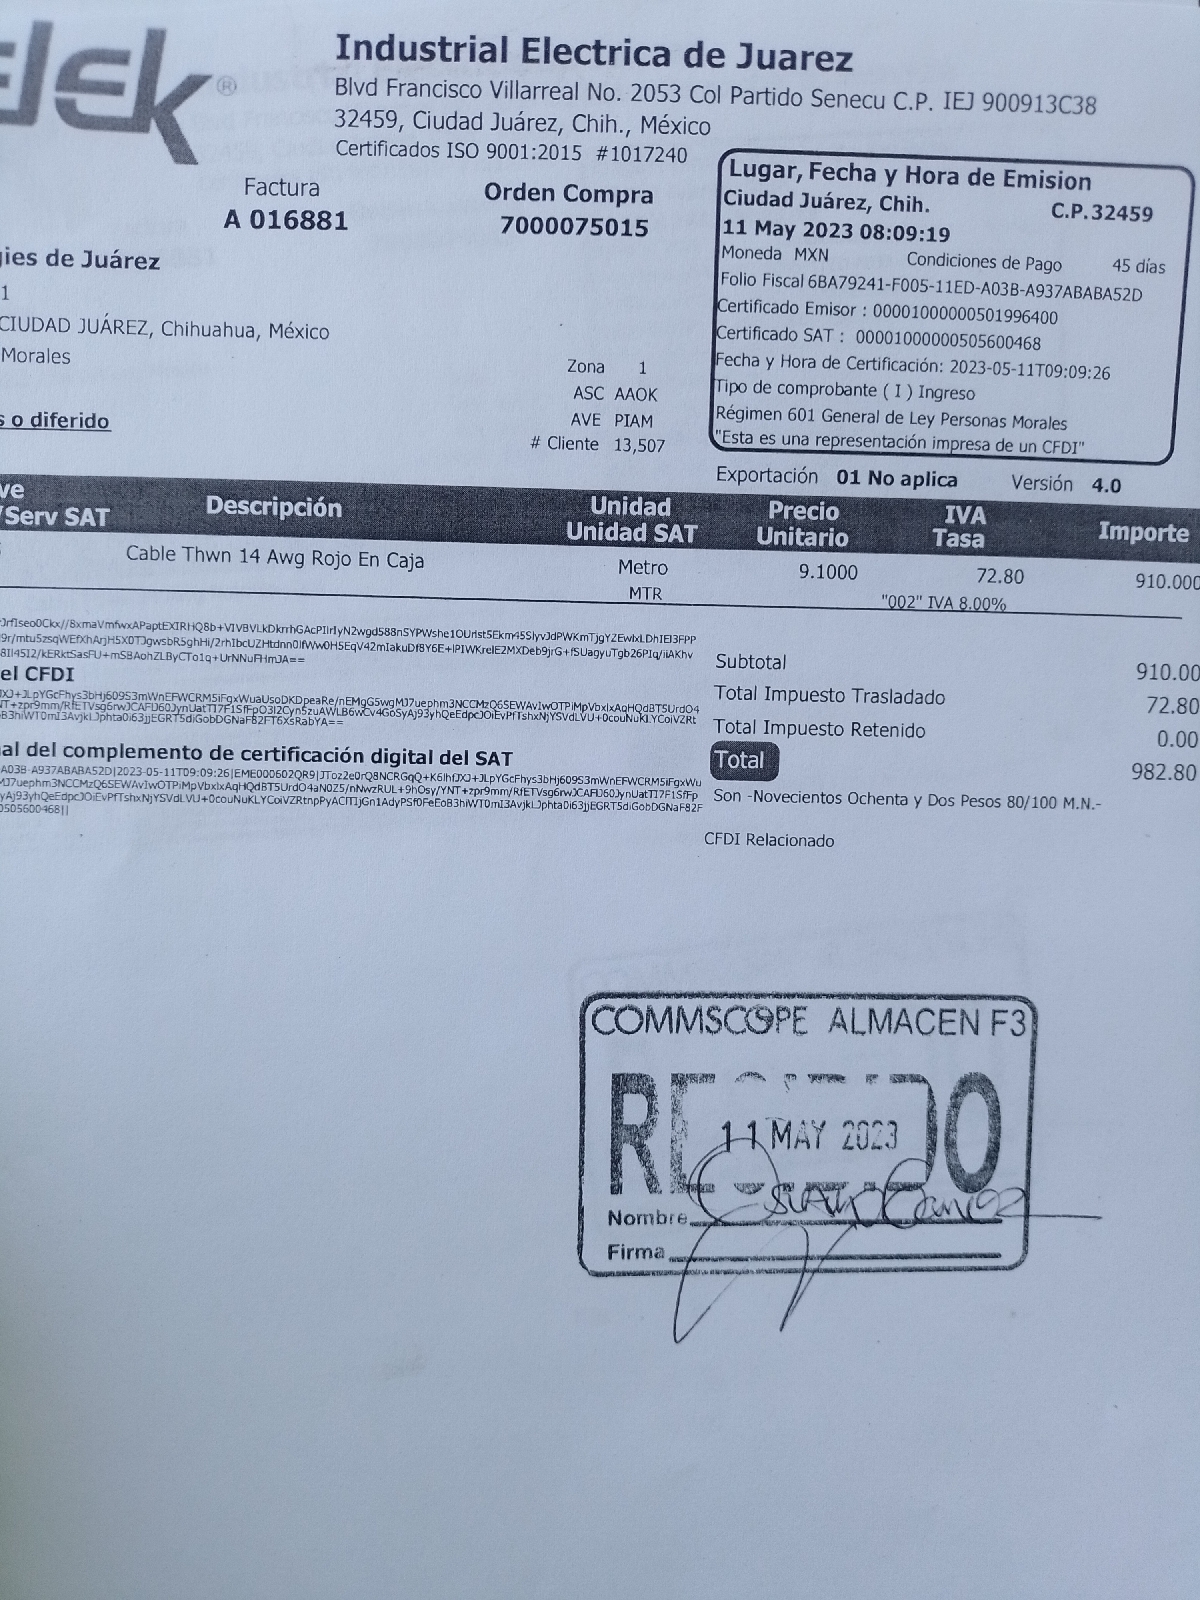 elek®
Industrial Electrica de Juarez
Blvd Francisco Villarreal No. 2053 Col Partido Senecu C.P. IEJ 900913C38
32459, Ciudad Juárez, Chih., México
Certificados ISO 9001:2015 #1017240
Factura
A 016881
Orden Compra
7000075015
Lugar, Fecha y Hora de Emision
Ciudad Juárez, Chih. C.P.32459
11 May 2023 08:09:19
Moneda MXN Condiciones de Pago 45 días
Folio Fiscal 6BA79241-F005-11ED-A03B-A937ABABA52D
Certificado Emisor : 00001000000501996400
Certificado SAT : 00001000000505600468
Fecha y Hora de Certificación: 2023-05-11T09:09:26
Tipo de comprobante ( I ) Ingreso
Régimen 601 General de Ley Personas Morales
"Esta es una representación impresa de un CFDI"
gies de Juárez
1
CIUDAD JUÁREZ, Chihuahua, México
Morales
s o diferido
Zona 1
ASC AAOK
AVE PIAM
# Cliente 13,507
Exportación 01 No aplica Versión 4.0
ve
/Serv SAT
Descripción
Unidad
Unidad SAT
Precio
Unitario
IVA
Tasa
Importe
Cable Thwn 14 Awg Rojo En Caja
Metro
MTR
9.1000
72.80
"002" IVA 8.00%
910.000
Subtotal 910.00
Total Impuesto Trasladado 72.80
Total Impuesto Retenido 0.00
Total 982.80
Son -Novecientos Ochenta y Dos Pesos 80/100 M.N.-
CFDI Relacionado
el CFDI
al del complemento de certificación digital del SAT
0505600468||
COMMSCOPE ALMACEN F3
RECIBIDO
11 MAY 2023
Nombre
Firma